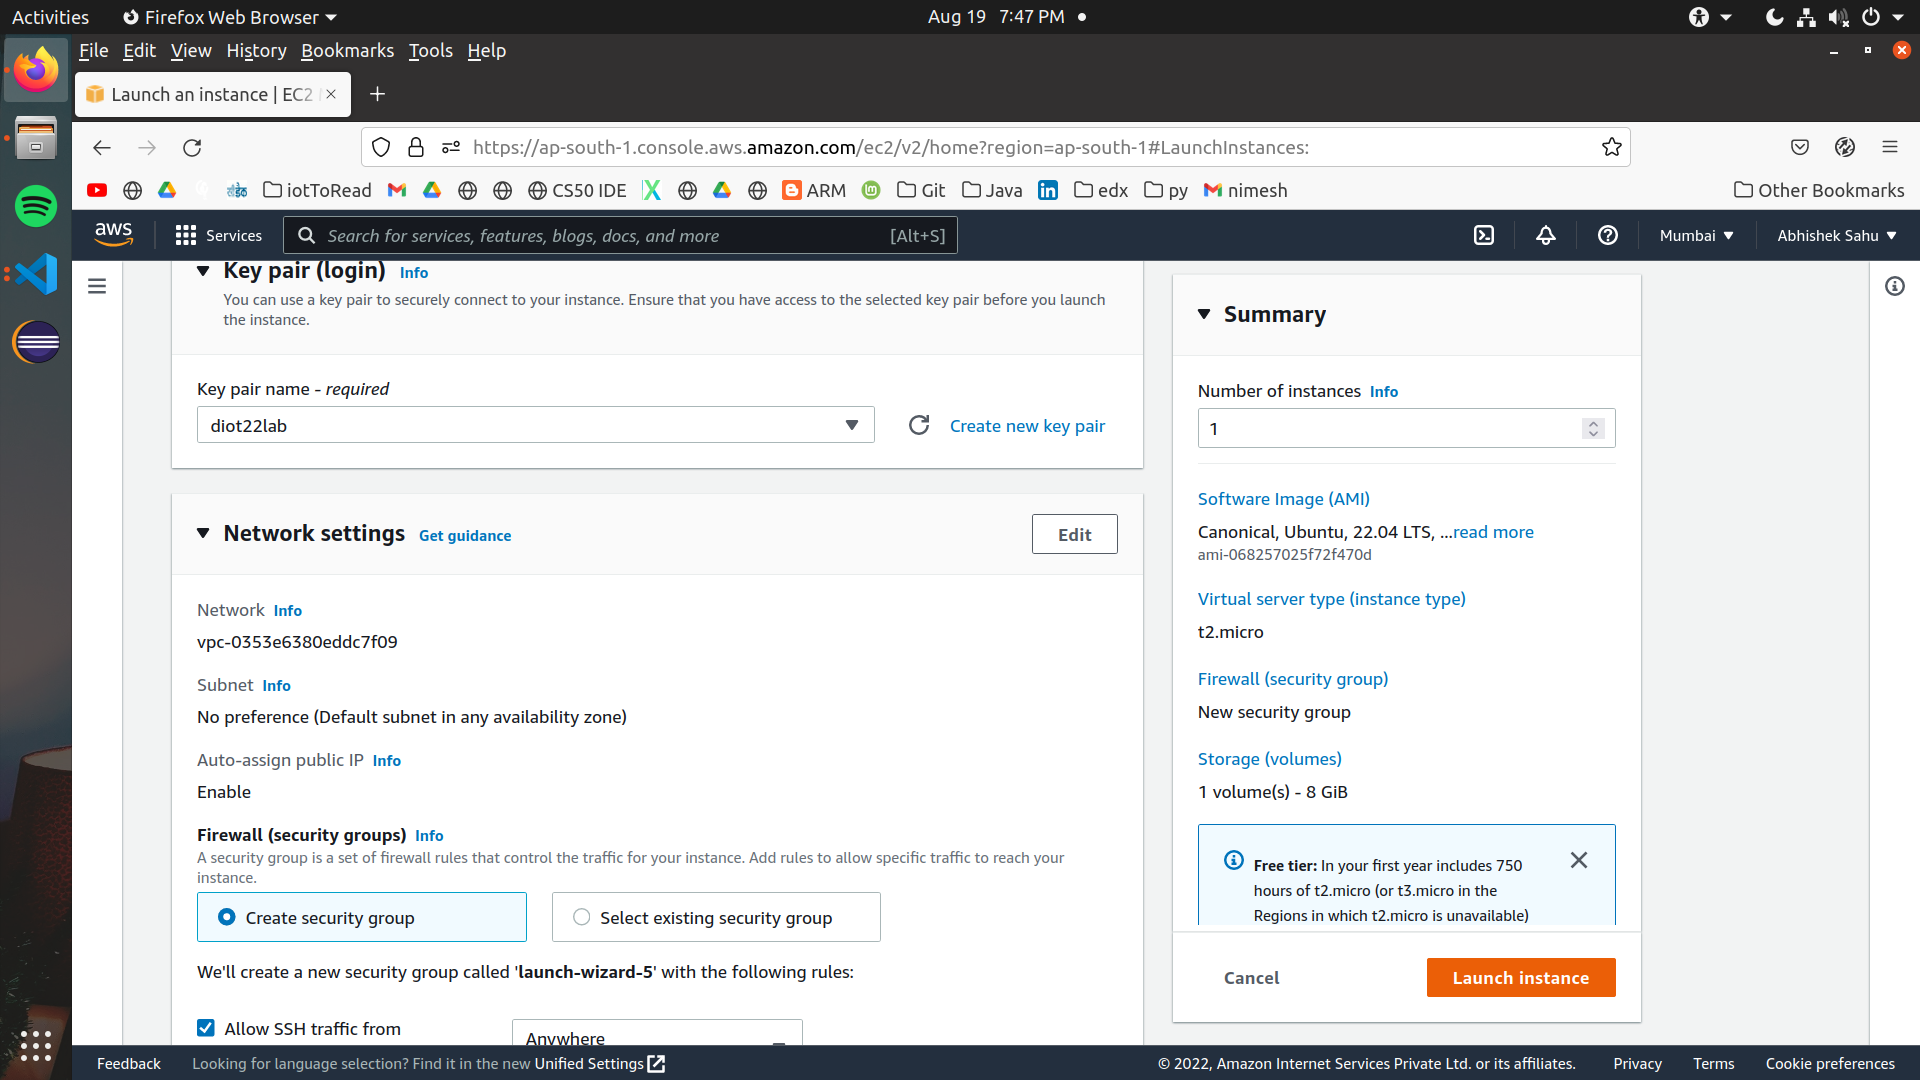 Activities
Firefox Web Browser
Aug 19 7:47 PM
File Edit View History Bookmarks Tools Help
Launch an instance | EC2
https://ap-south-1.console.aws.amazon.com/ec2/v2/home?region=ap-south-1#LaunchInstances:
iotToRead CS50 IDE ARM Git Java edx py nimesh Other Bookmarks
aws Services Search for services, features, blogs, docs, and more [Alt+S] Mumbai Abhishek Sahu
Key pair (login) Info
You can use a key pair to securely connect to your instance. Ensure that you have access to the selected key pair before you launch
the instance.
Key pair name - required
diot22lab
Create new key pair
Network settings Get guidance
Edit
Network Info
vpc-0353e6380eddc7f09
Subnet Info
No preference (Default subnet in any availability zone)
Auto-assign public IP Info
Enable
Firewall (security groups) Info
A security group is a set of firewall rules that control the traffic for your instance. Add rules to allow specific traffic to reach your
instance.
Create security group
Select existing security group
We'll create a new security group called 'launch-wizard-5' with the following rules:
Allow SSH traffic from
Anywhere
Summary
Number of instances Info
1
Software Image (AMI)
Canonical, Ubuntu, 22.04 LTS, ...read more
ami-068257025f72f470d
Virtual server type (instance type)
t2.micro
Firewall (security group)
New security group
Storage (volumes)
1 volume(s) - 8 GiB
Free tier: In your first year includes 750
hours of t2.micro (or t3.micro in the
Regions in which t2.micro is unavailable)
Cancel
Launch instance
Feedback
Looking for language selection? Find it in the new Unified Settings
© 2022, Amazon Internet Services Private Ltd. or its affiliates.
Privacy
Terms
Cookie preferences